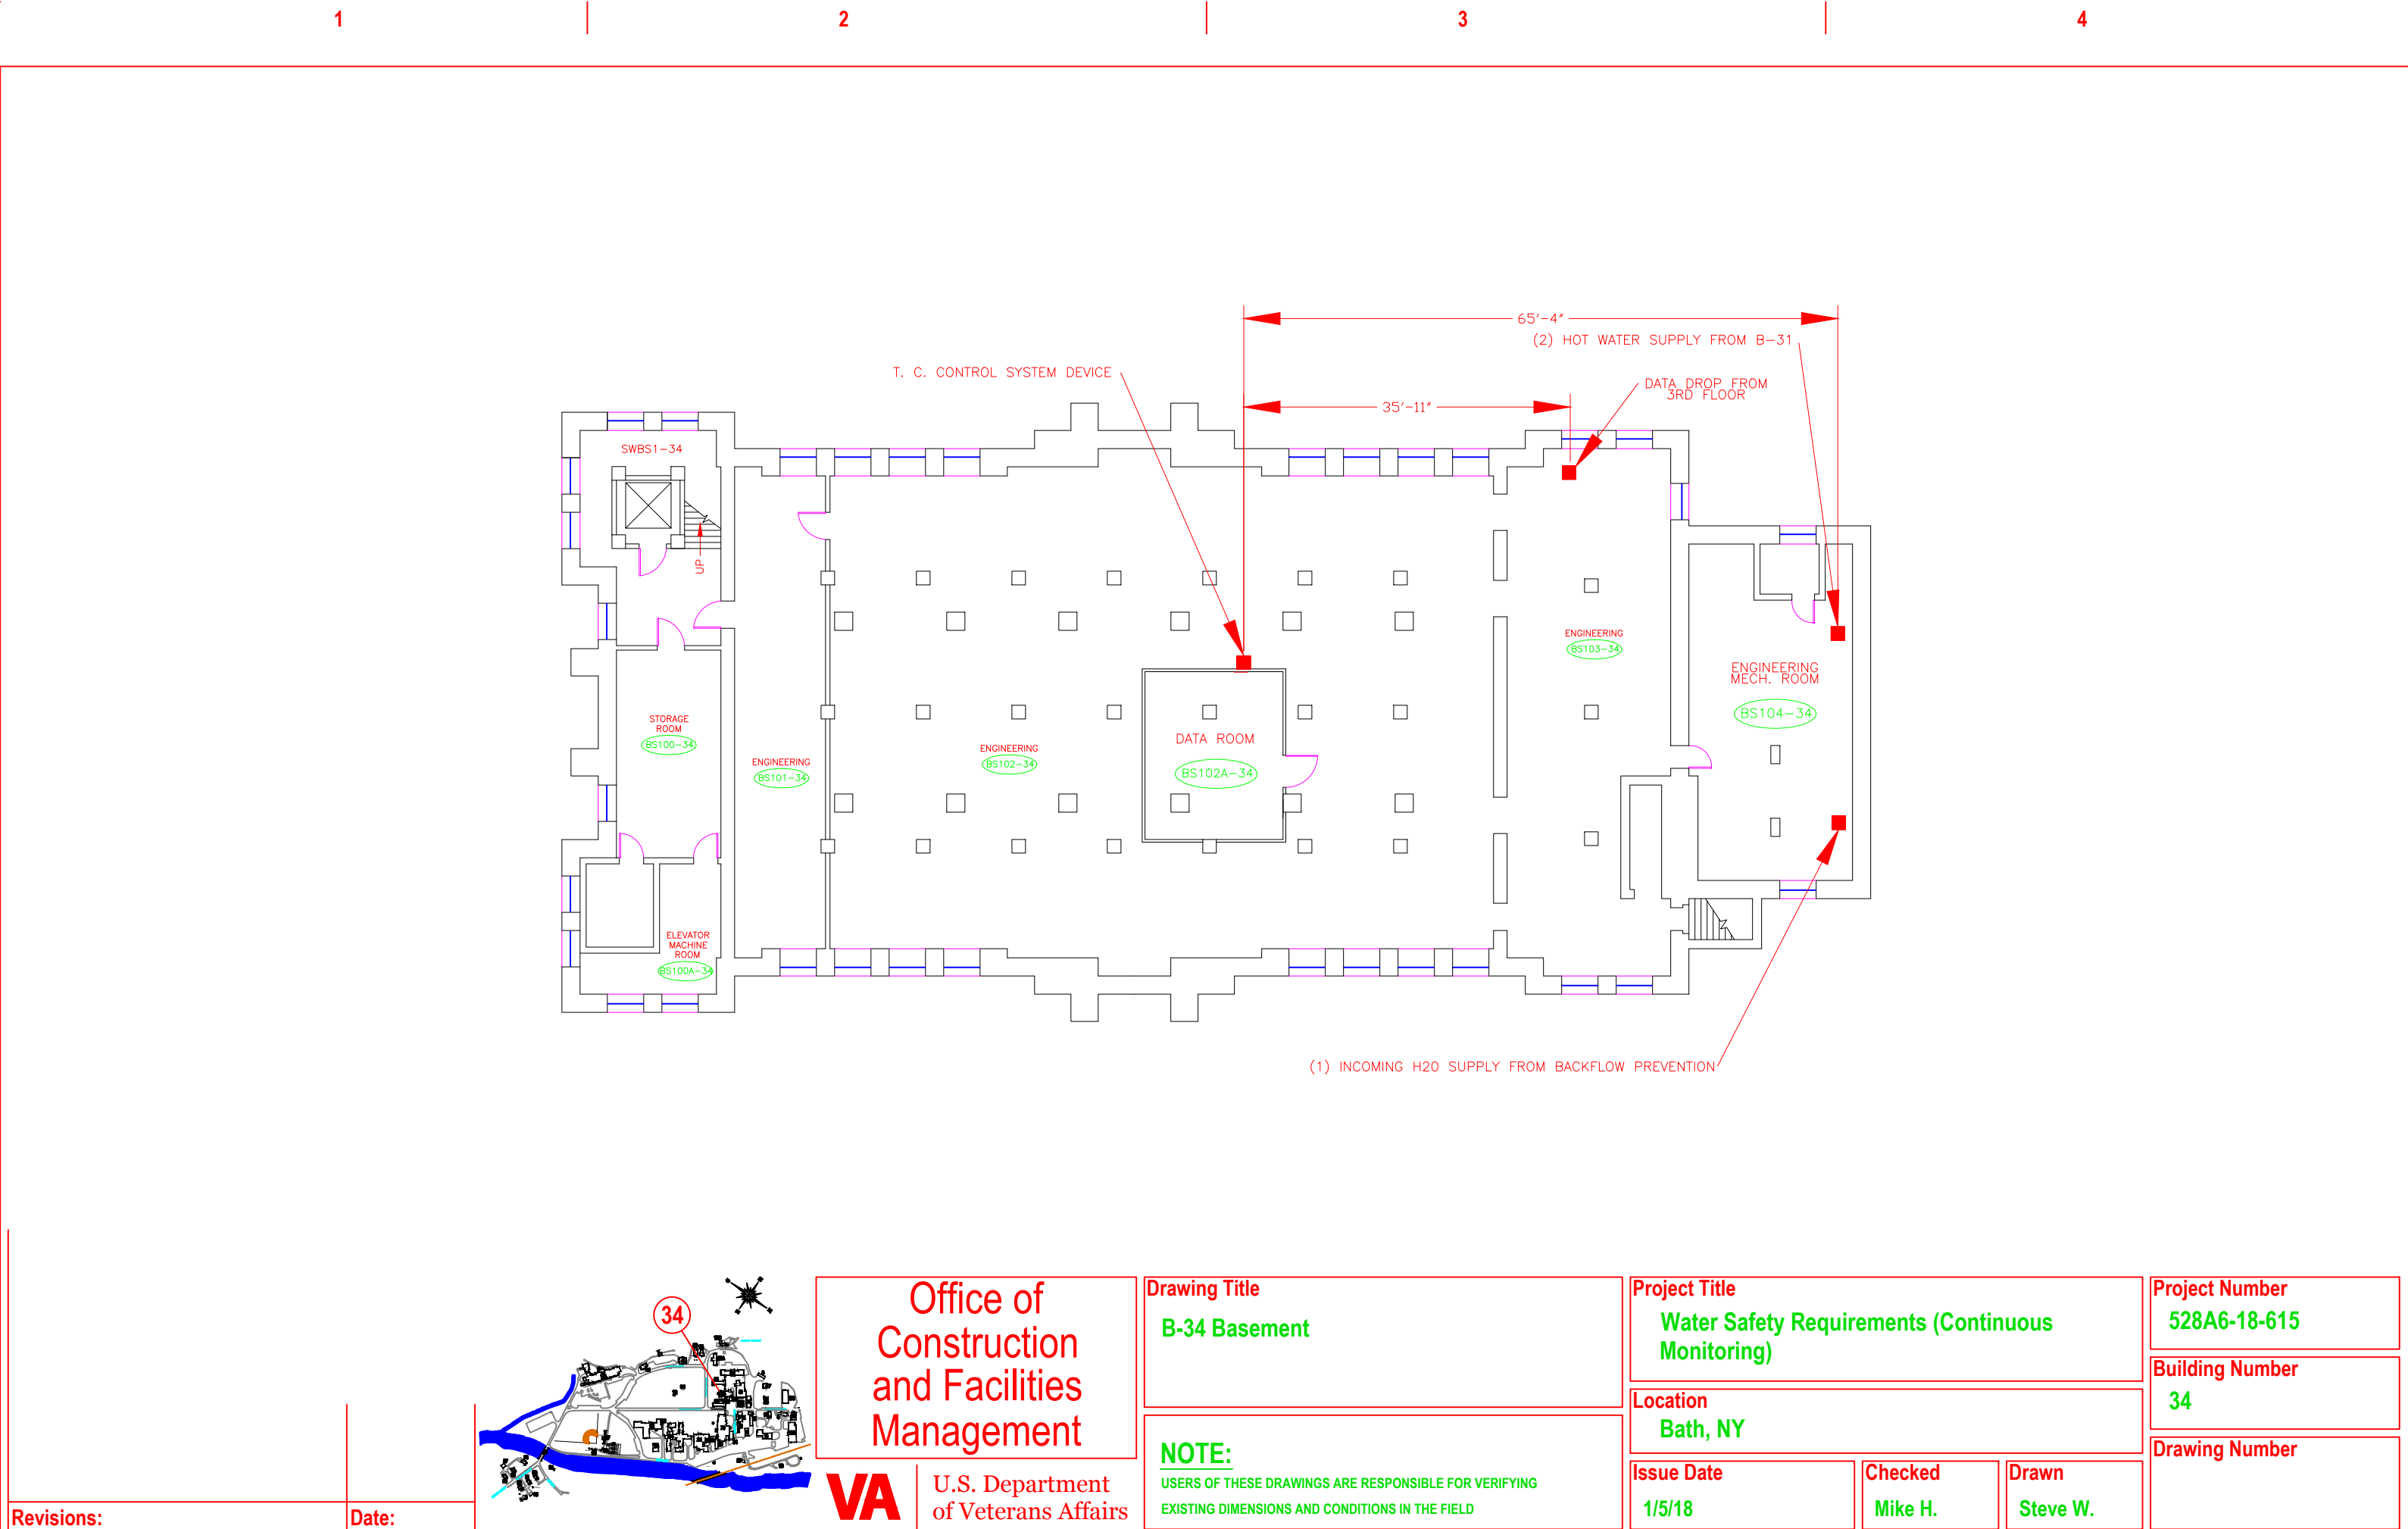 1
2
3
4
65'-4"
(2) HOT WATER SUPPLY FROM B-31
T. C. CONTROL SYSTEM DEVICE
DATA DROP FROM
3RD FLOOR
35'-11"
SWBS1-34
UP
ENGINEERING
BS103-34
ENGINEERING
MECH. ROOM
BS104-34
STORAGE
ROOM
BS100-34
DATA ROOM
BS102A-34
ENGINEERING
BS102-34
ENGINEERING
BS101-34
ELEVATOR
MACHINE
ROOM
BS100A-34
(1) INCOMING H20 SUPPLY FROM BACKFLOW PREVENTION
Revisions:
Date:
34
Office of
Construction
and Facilities
Management
VA
U.S. Department
of Veterans Affairs
Drawing Title
B-34 Basement
NOTE:
USERS OF THESE DRAWINGS ARE RESPONSIBLE FOR VERIFYING
EXISTING DIMENSIONS AND CONDITIONS IN THE FIELD
Project Title
Water Safety Requirements (Continuous
Monitoring)
Location
Bath, NY
Issue Date
1/5/18
Checked
Mike H.
Drawn
Steve W.
Project Number
528A6-18-615
Building Number
34
Drawing Number